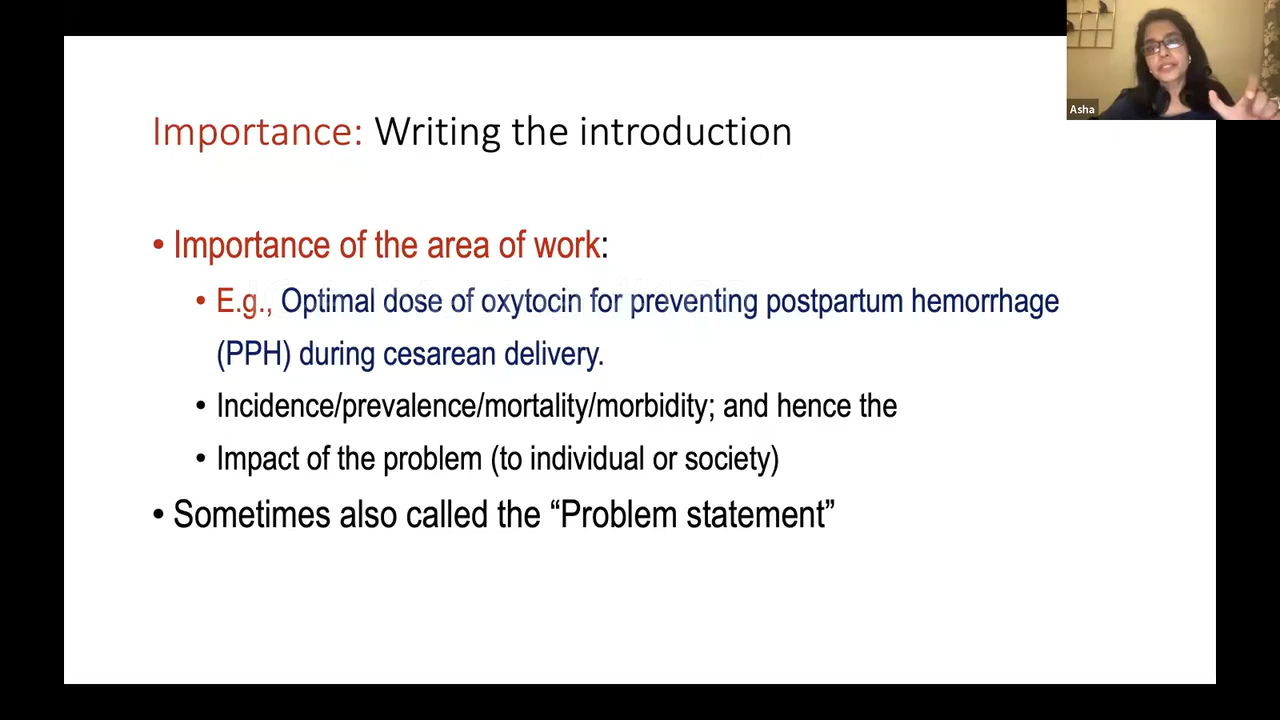 Asha
Importance: Writing the introduction
• Importance of the area of work:
• E.g., Optimal dose of oxytocin for preventing postpartum hemorrhage
(PPH) during cesarean delivery.
• Incidence/prevalence/mortality/morbidity; and hence the
• Impact of the problem (to individual or society)
• Sometimes also called the “Problem statement”